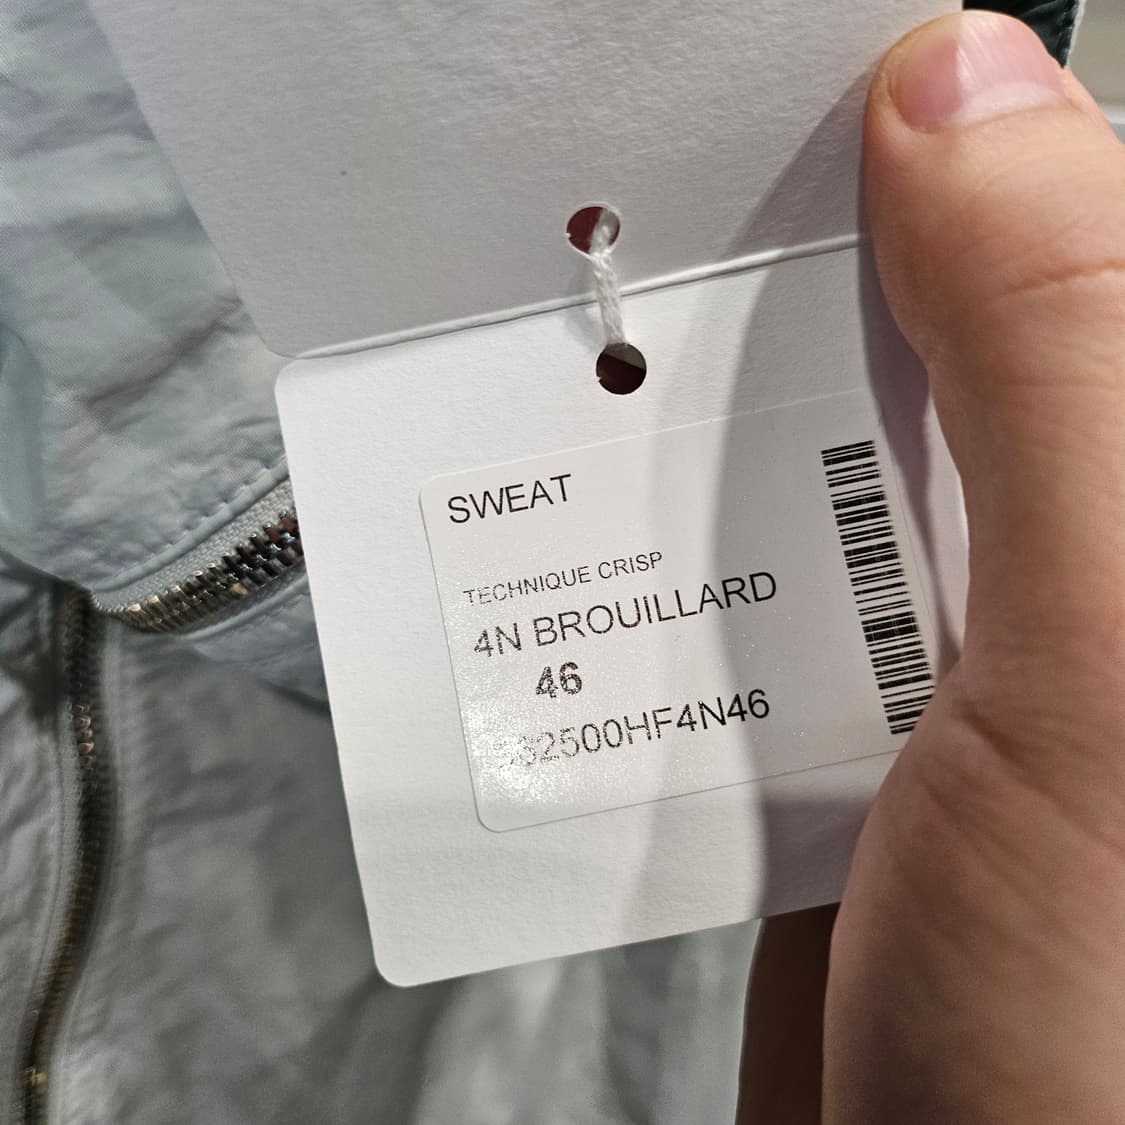 SWEAT
TECHNIQUE CRISP
4N BROUILLARD
46